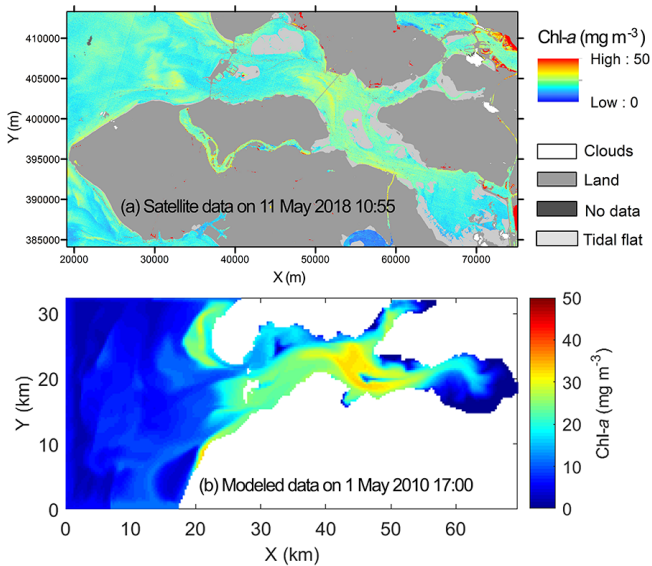 413000
410000
405000
400000
395000
390000
385000
Y (m)
(a) Satellite data on 11 May 2018 10:55
20000 30000 40000 50000 60000 70000
X (m)
Chl-a (mg m-3)
High : 50
Low : 0
Clouds
Land
No data
Tidal flat
30
20
10
0
Y (km)
(b) Modeled data on 1 May 2010 17:00
0 10 20 30 40 50 60
X (km)
50
40
30
20
10
0
Chl-a (mg m-3)